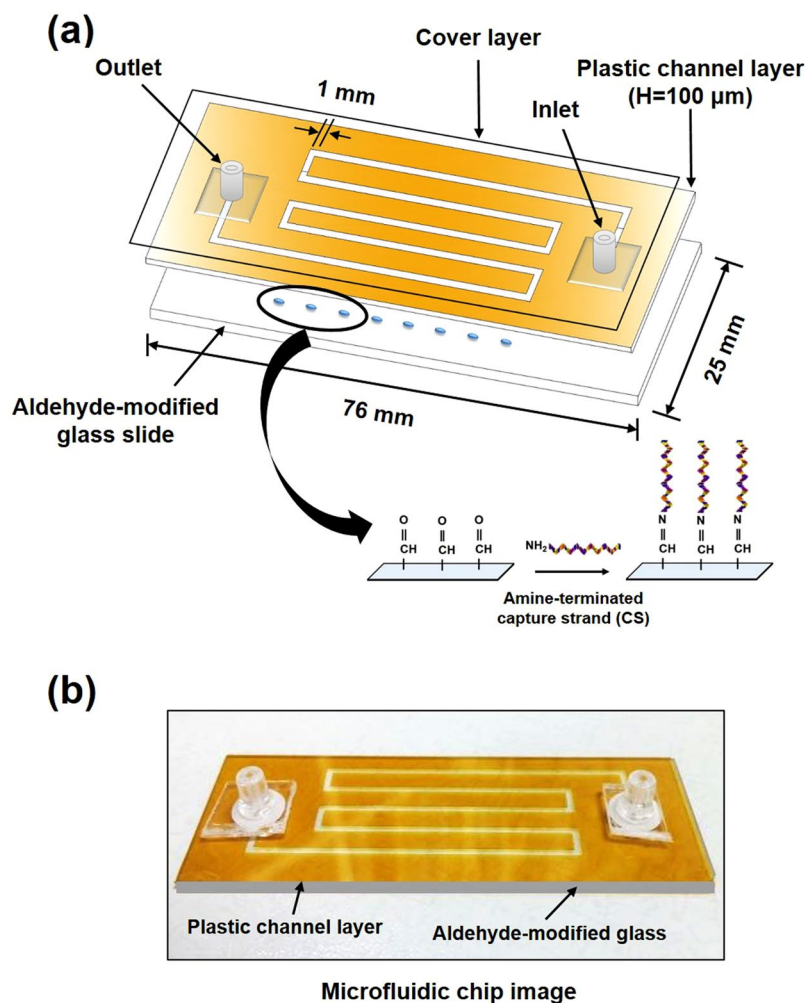 (a)
Cover layer
Outlet
Plastic channel layer
(H=100 μm)
1 mm
Inlet
25 mm
76 mm
Aldehyde-modified
glass slide
O O O
CH CH CH
NH2
N N N
CH CH CH
Amine-terminated
capture strand (CS)
(b)
Plastic channel layer
Aldehyde-modified glass
Microfluidic chip image